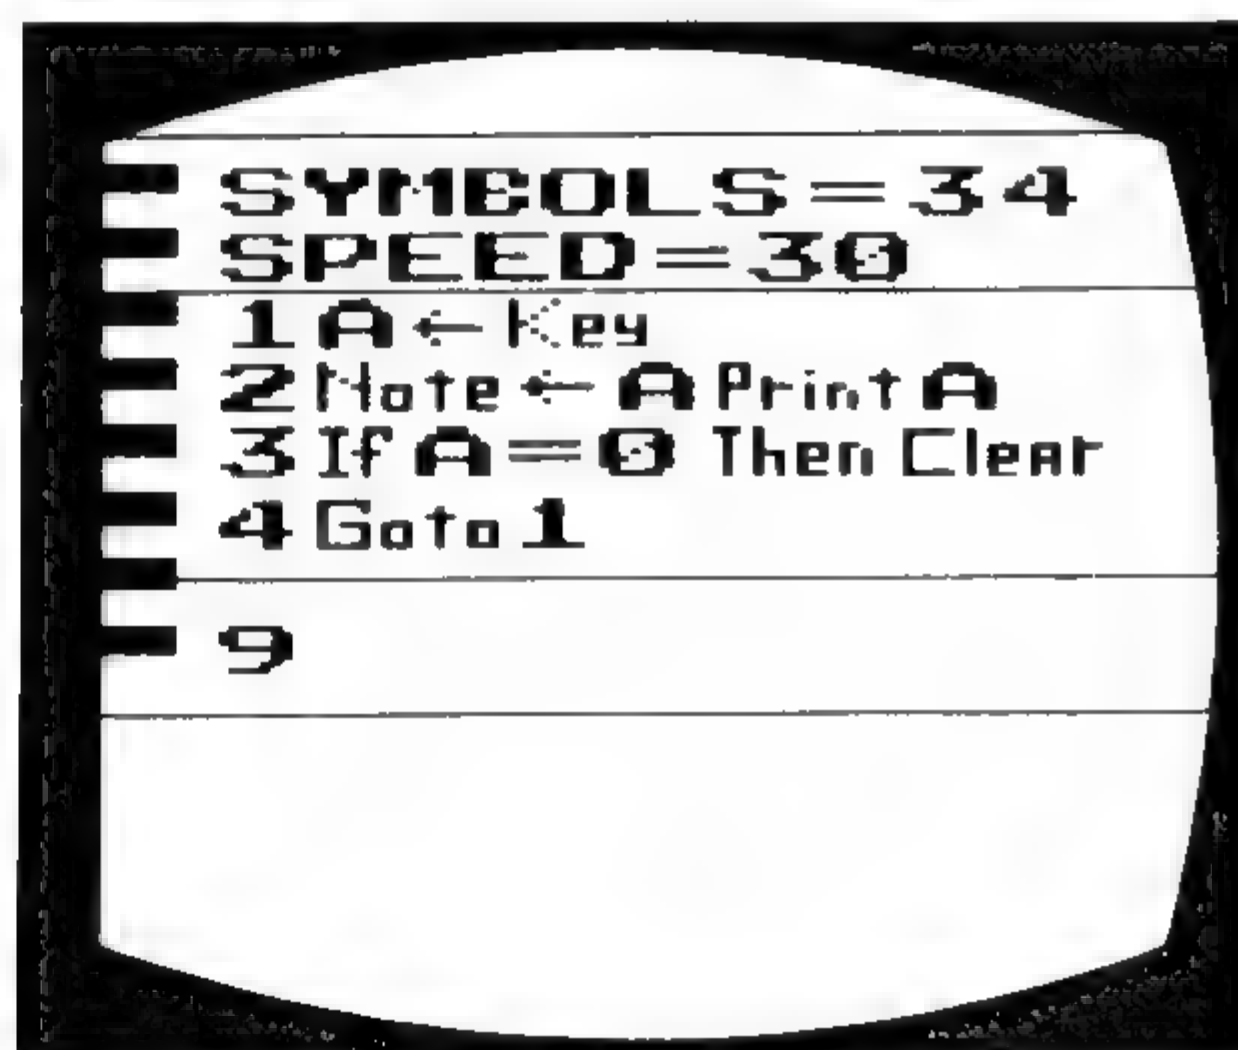 SYMBOLS=34
SPEED=30
1 A ← Key
2 Note ← A Print A
3 If A=0 Then Clear
4 Goto 1
9